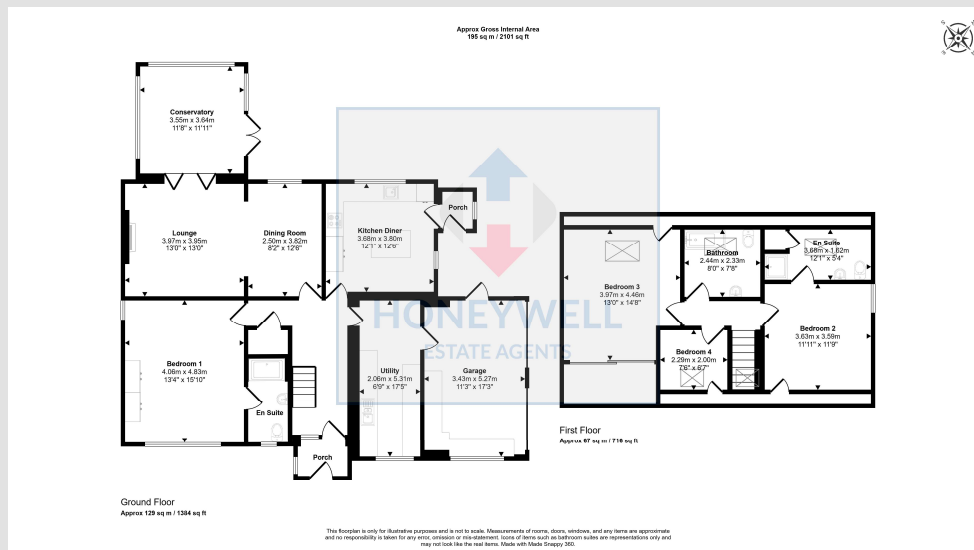 Approx Gross Internal Area
195 sq m / 2101 sq ft
Conservatory
3.55m x 3.64m
11'8" x 11'11"
Lounge
3.97m x 3.95m
13'0" x 13'0"
Dining Room
2.50m x 3.82m
8'2" x 12'6"
Kitchen Diner
3.68m x 3.80m
12'1" x 12'6"
Porch
Bedroom 1
4.06m x 4.83m
13'4" x 15'10"
En Suite
Porch
Utility
2.06m x 5.31m
6'9" x 17'5"
Garage
3.43m x 5.27m
11'3" x 17'3"
HONEYWELL
ESTATE AGENTS
Bedroom 3
3.97m x 4.46m
13'0" x 14'8"
Bathroom
2.44m x 2.33m
8'0" x 7'8"
En Suite
3.68m x 1.62m
12'1" x 5'4"
Bedroom 2
3.63m x 3.59m
11'11" x 11'9"
Bedroom 4
2.29m x 2.00m
7'6" x 6'7"
First Floor
Approx 67 sq m / 716 sq ft
Ground Floor
Approx 129 sq m / 1384 sq ft
This floorplan is only for illustrative purposes and is not to scale. Measurements of rooms, doors, windows, and any items are approximate
and no responsibility is taken for any error, omission or mis-statement. Icons of items such as bathroom suites are representations only and
may not look like the real items. Made with Made Snappy 360.